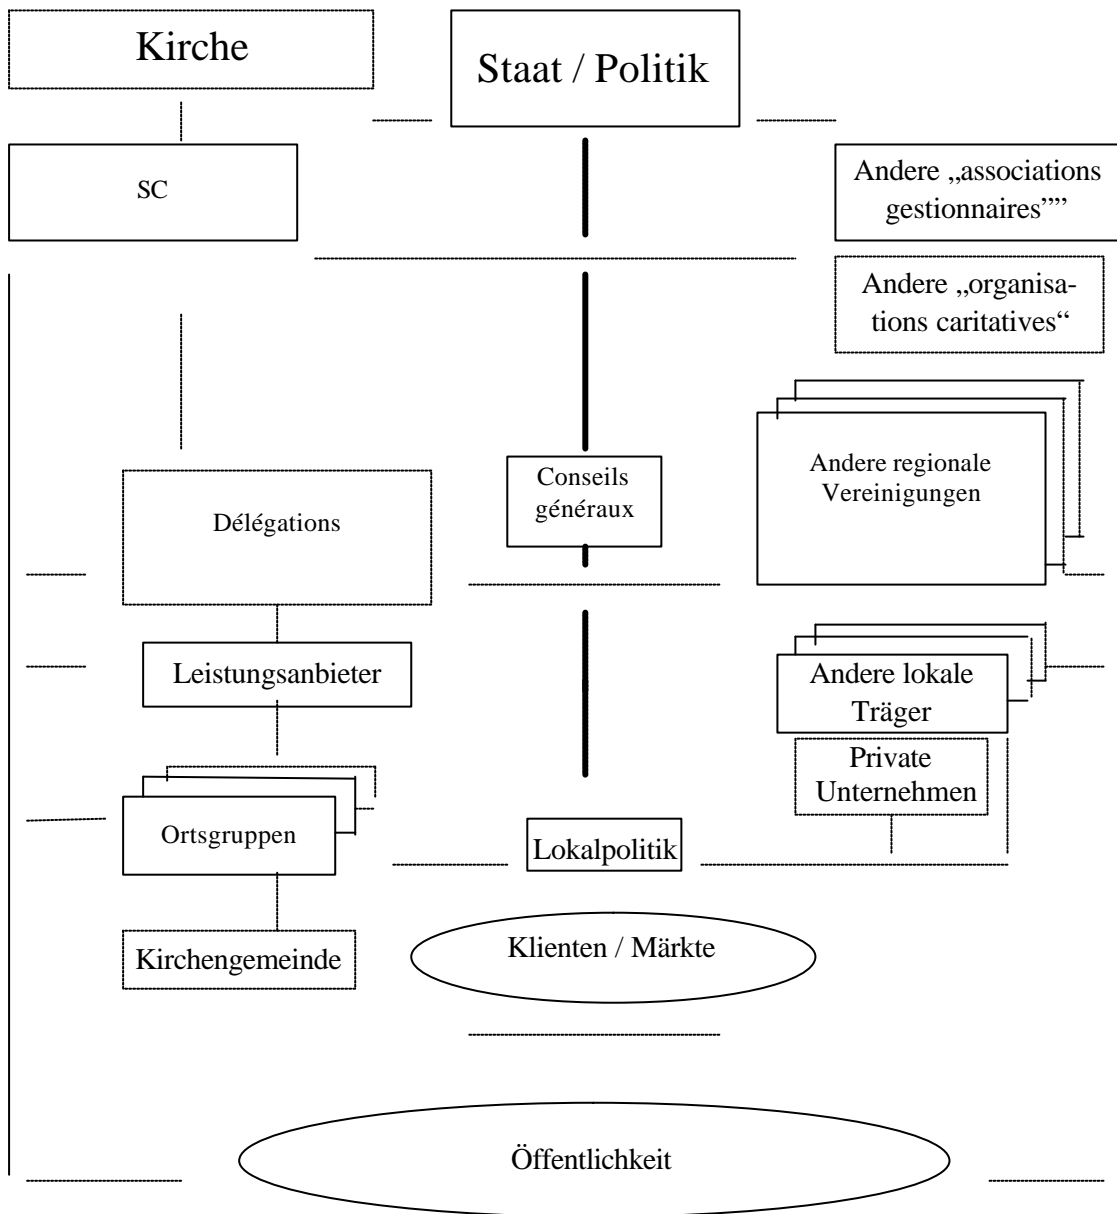 Kirche
Staat / Politik
SC
Andere „associations
gestionnaires””
Andere „organisa-
tions caritatives“
Andere regionale
Vereinigungen
Conseils
généraux
Délégations
Leistungsanbieter
Andere lokale
Träger
Private
Unternehmen
Ortsgruppen
Lokalpolitik
Kirchengemeinde
Klienten / Märkte
Öffentlichkeit